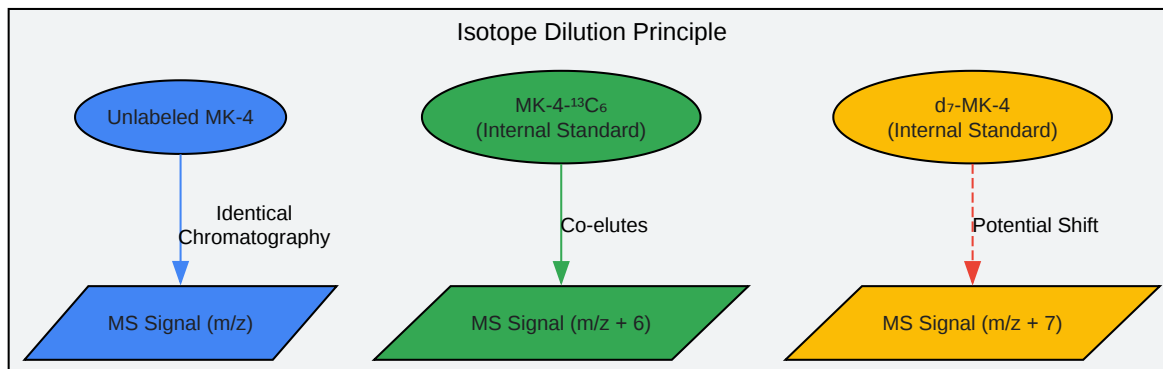 Isotope Dilution Principle
Unlabeled MK-4
MK-4-¹³C₆
(Internal Standard)
d₇-MK-4
(Internal Standard)
Identical
Chromatography
Co-elutes
Potential Shift
MS Signal (m/z)
MS Signal (m/z + 6)
MS Signal (m/z + 7)